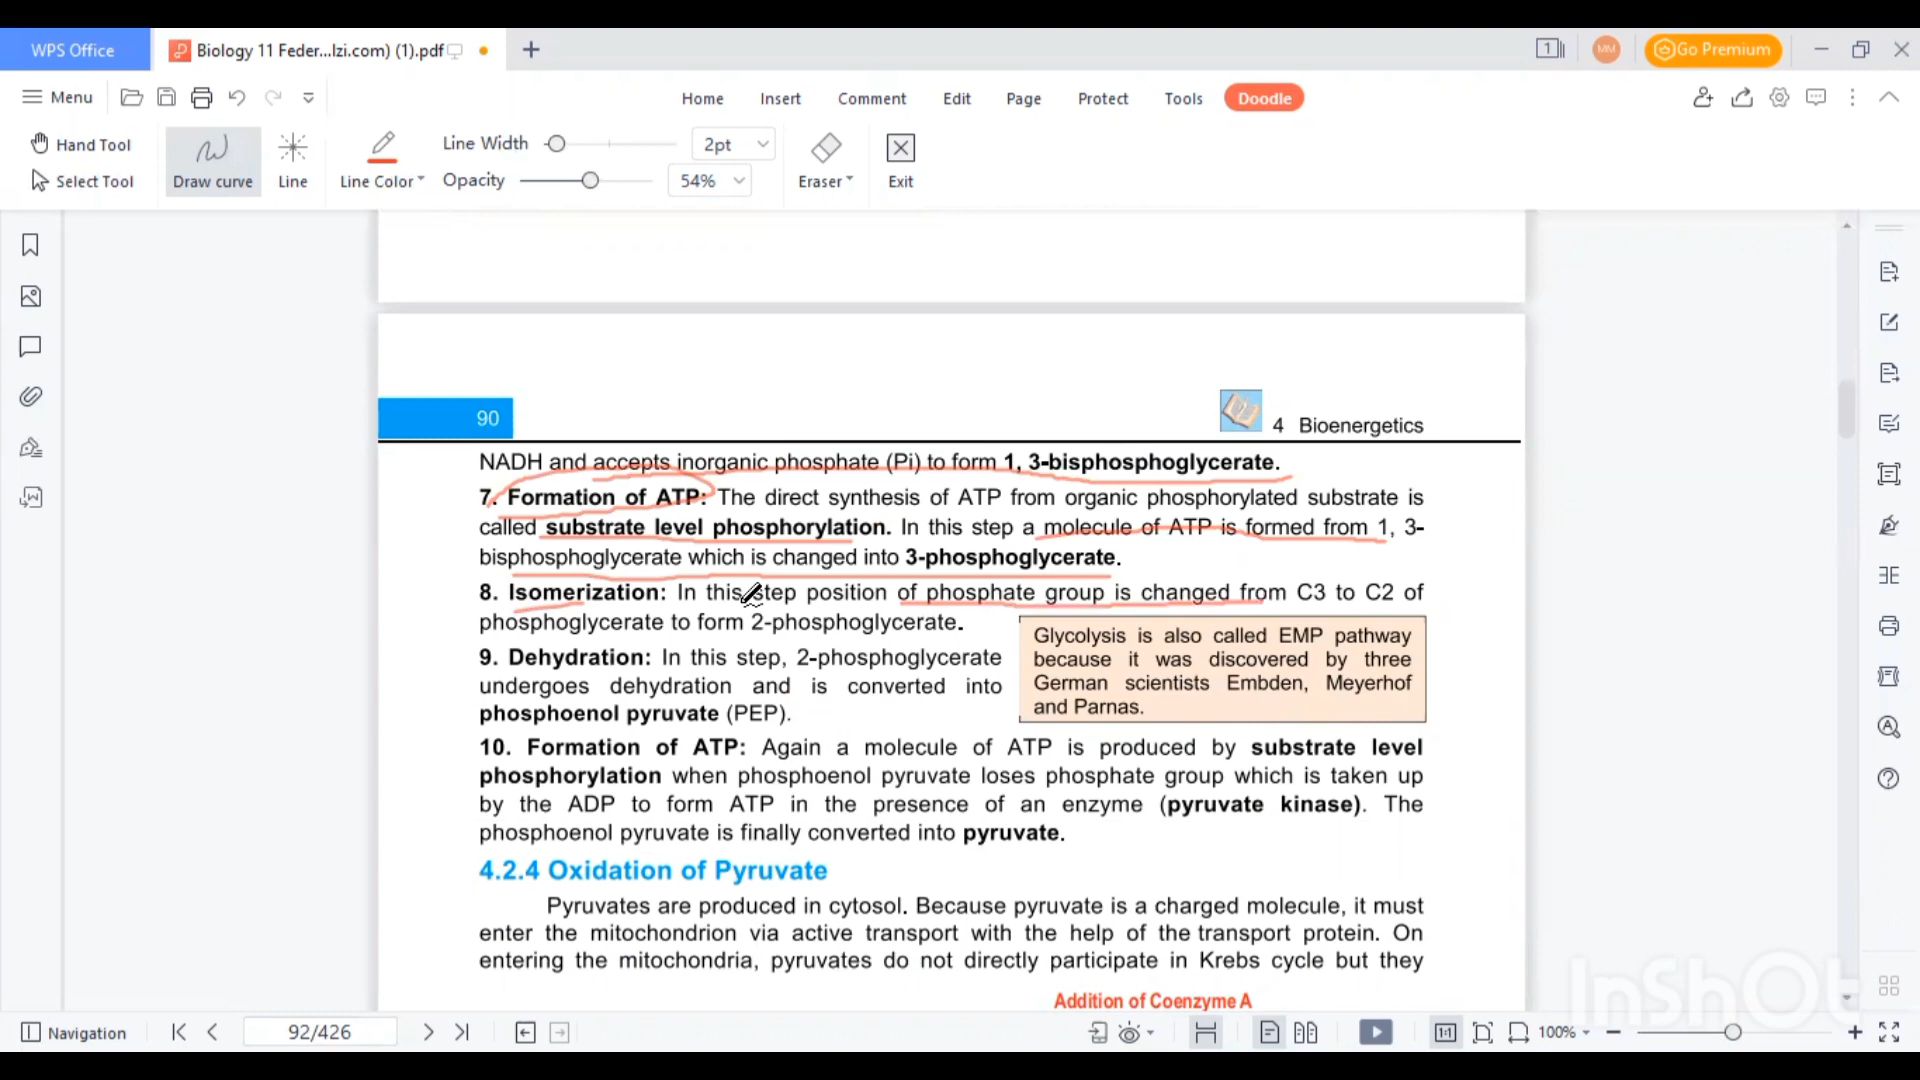 WPS Office
Biology 11 Feder...lzi.com) (1).pdf
1
MM
Go Premium
Menu
Home Insert Comment Edit Page Protect Tools Doodle
Hand Tool
Select Tool
Draw curve
Line
Line Color
Line Width 2pt
Opacity 54%
Eraser
Exit
90
4 Bioenergetics
NADH and accepts inorganic phosphate (Pi) to form 1, 3-bisphosphoglycerate.
7. Formation of ATP: The direct synthesis of ATP from organic phosphorylated substrate is
called substrate level phosphorylation. In this step a molecule of ATP is formed from 1, 3-
bisphosphoglycerate which is changed into 3-phosphoglycerate.
8. Isomerization: In this step position of phosphate group is changed from C3 to C2 of
phosphoglycerate to form 2-phosphoglycerate.
9. Dehydration: In this step, 2-phosphoglycerate
undergoes dehydration and is converted into
phosphoenol pyruvate (PEP).
Glycolysis is also called EMP pathway
because it was discovered by three
German scientists Embden, Meyerhof
and Parnas.
10. Formation of ATP: Again a molecule of ATP is produced by substrate level
phosphorylation when phosphoenol pyruvate loses phosphate group which is taken up
by the ADP to form ATP in the presence of an enzyme (pyruvate kinase). The
phosphoenol pyruvate is finally converted into pyruvate.
4.2.4 Oxidation of Pyruvate
Pyruvates are produced in cytosol. Because pyruvate is a charged molecule, it must
enter the mitochondrion via active transport with the help of the transport protein. On
entering the mitochondria, pyruvates do not directly participate in Krebs cycle but they
Addition of Coenzyme A
InShOt
Navigation
92/426
1:1
100%